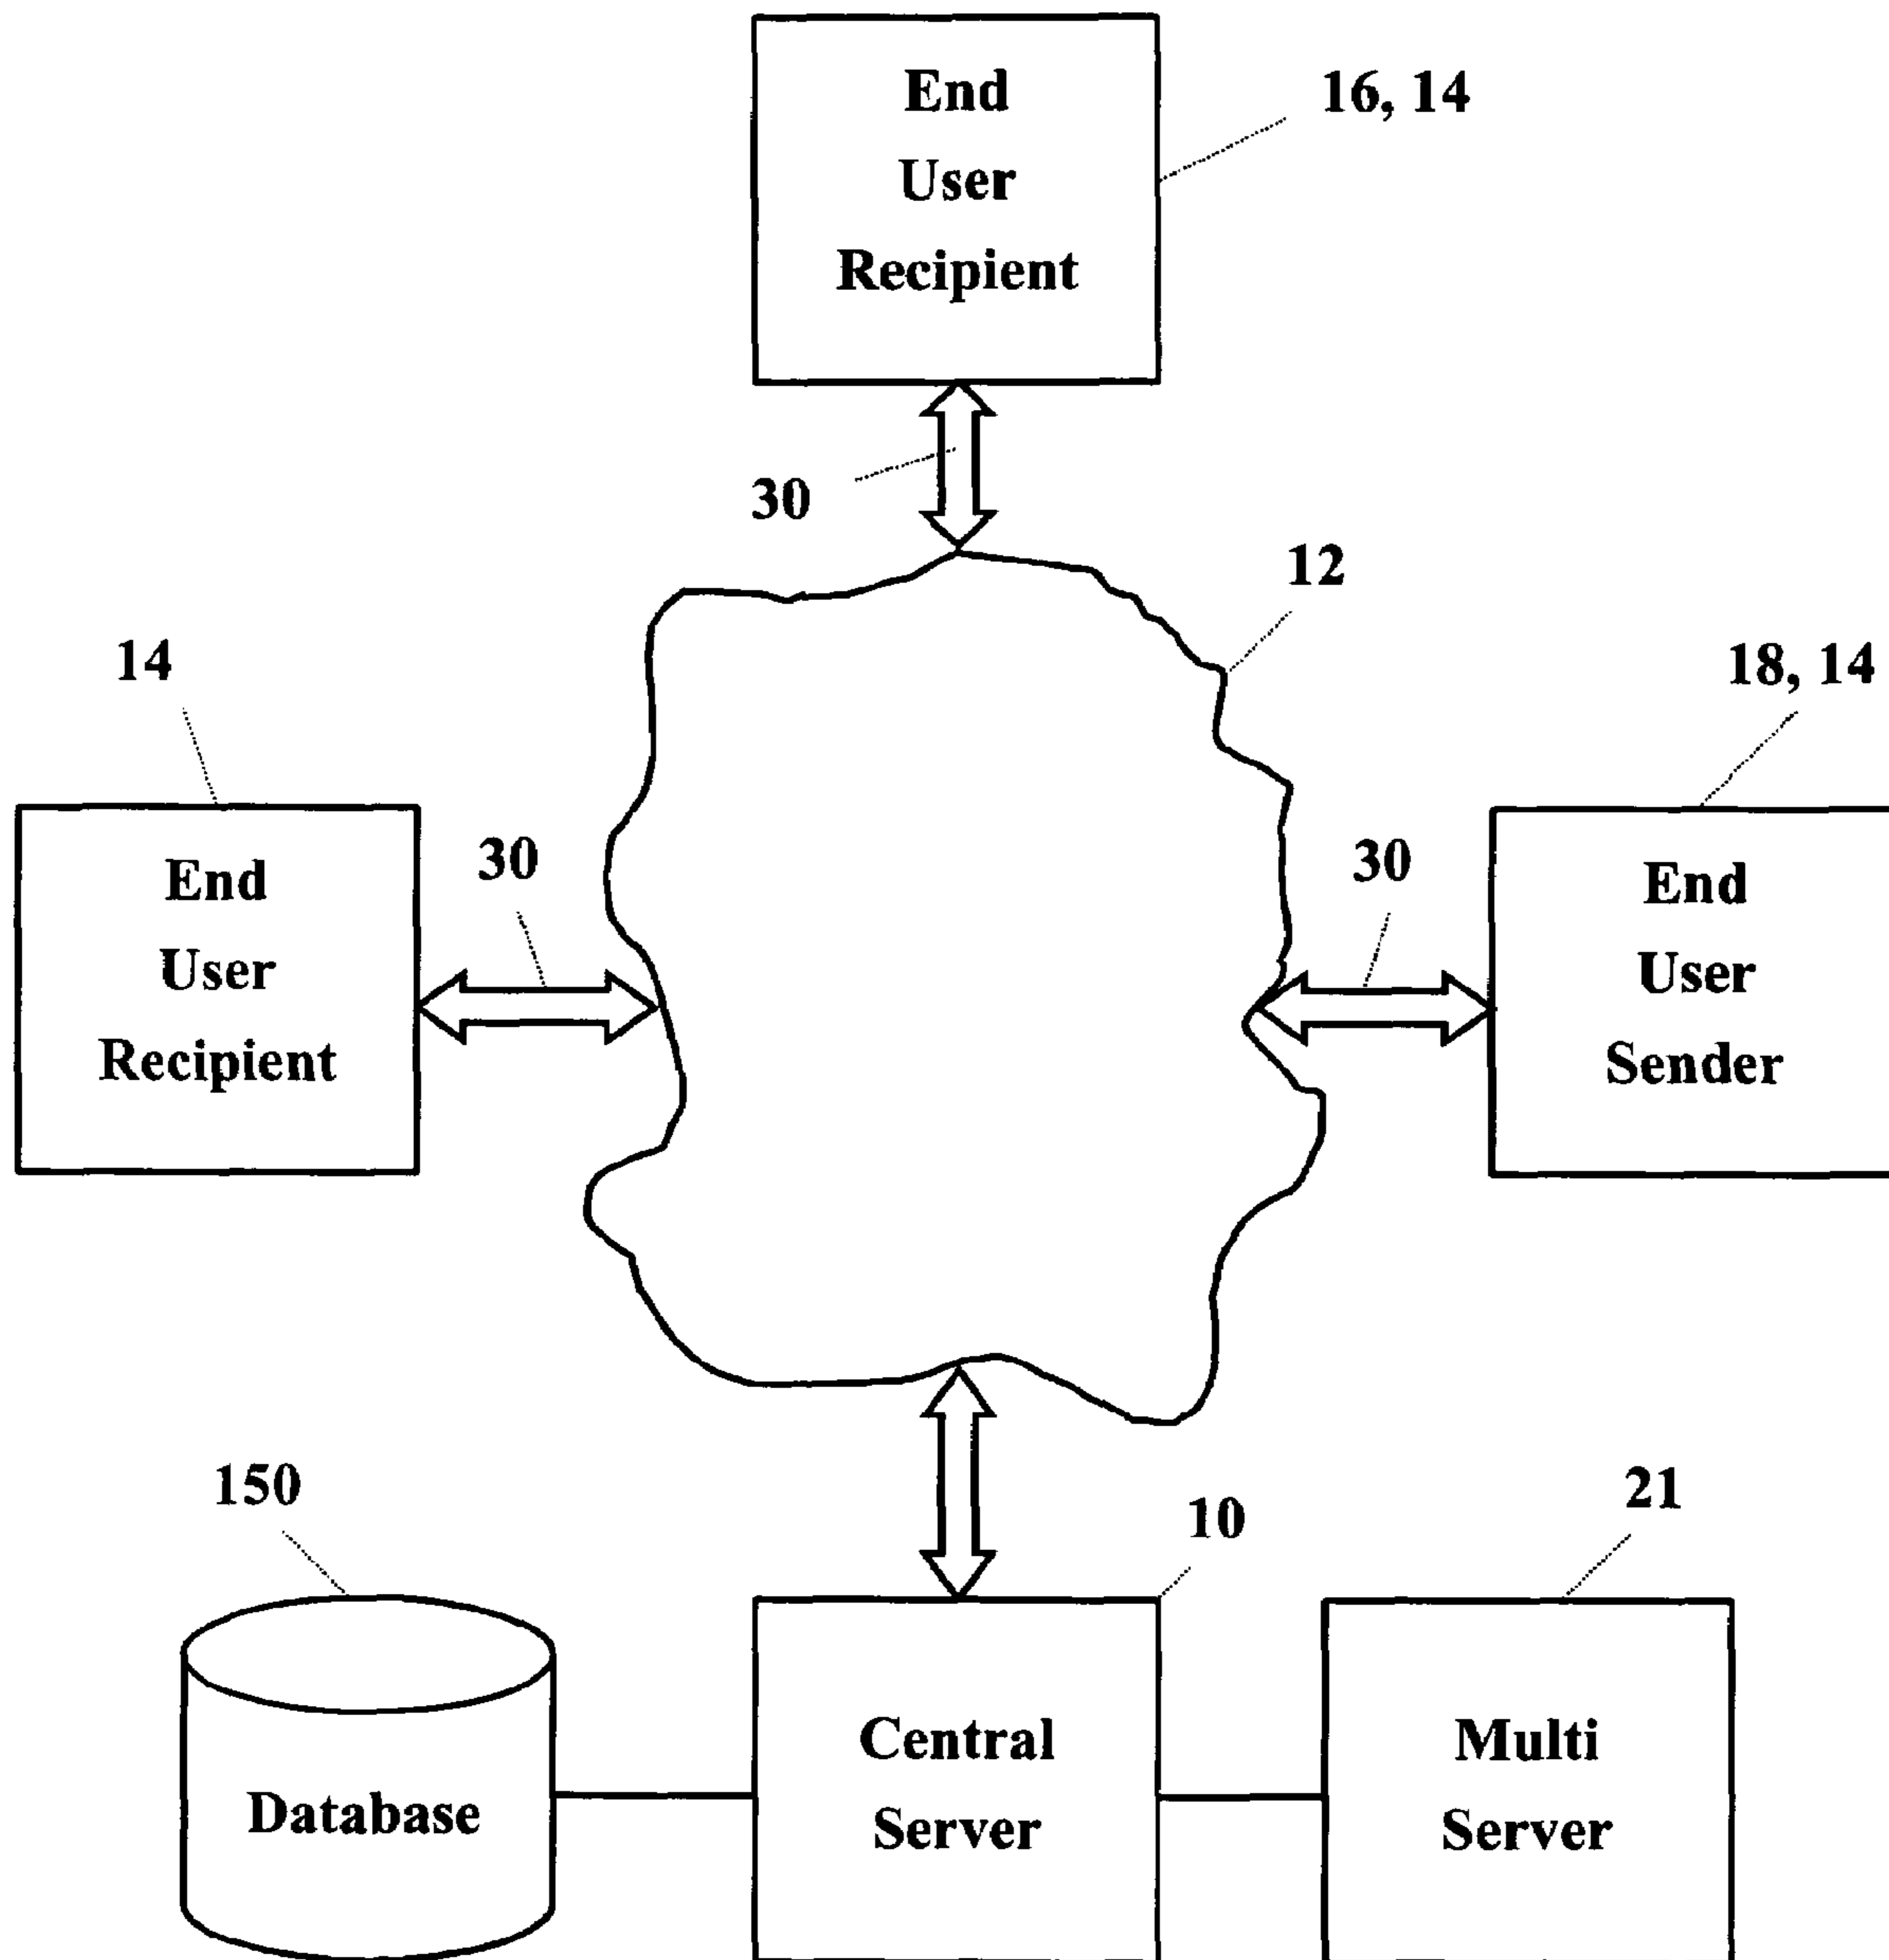 End
User
Recipient
16, 14
30
12
14
18, 14
End
User
Recipient
30
30
End
User
Sender
150
10
21
Database
Central
Server
Multi
Server